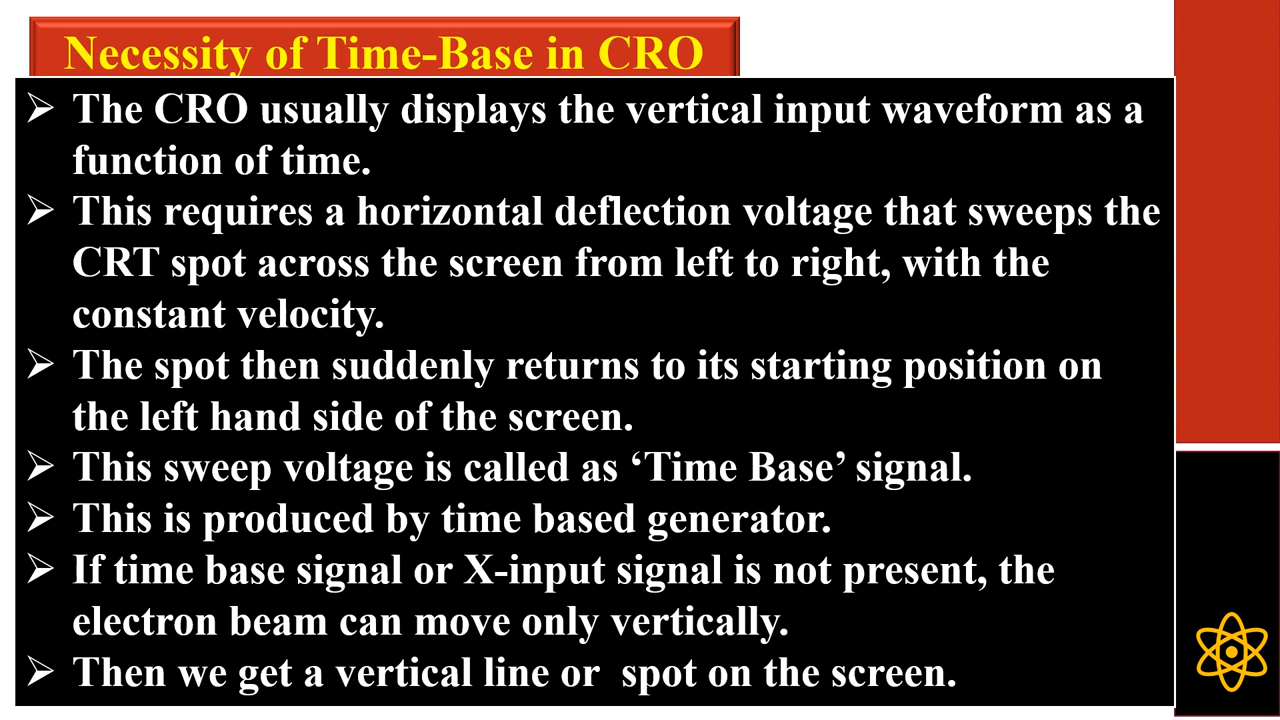 Necessity of Time-Base in CRO
➢ The CRO usually displays the vertical input waveform as a
function of time.
➢ This requires a horizontal deflection voltage that sweeps the
CRT spot across the screen from left to right, with the
constant velocity.
➢ The spot then suddenly returns to its starting position on
the left hand side of the screen.
➢ This sweep voltage is called as ‘Time Base’ signal.
➢ This is produced by time based generator.
➢ If time base signal or X-input signal is not present, the
electron beam can move only vertically.
➢ Then we get a vertical line or  spot on the screen.